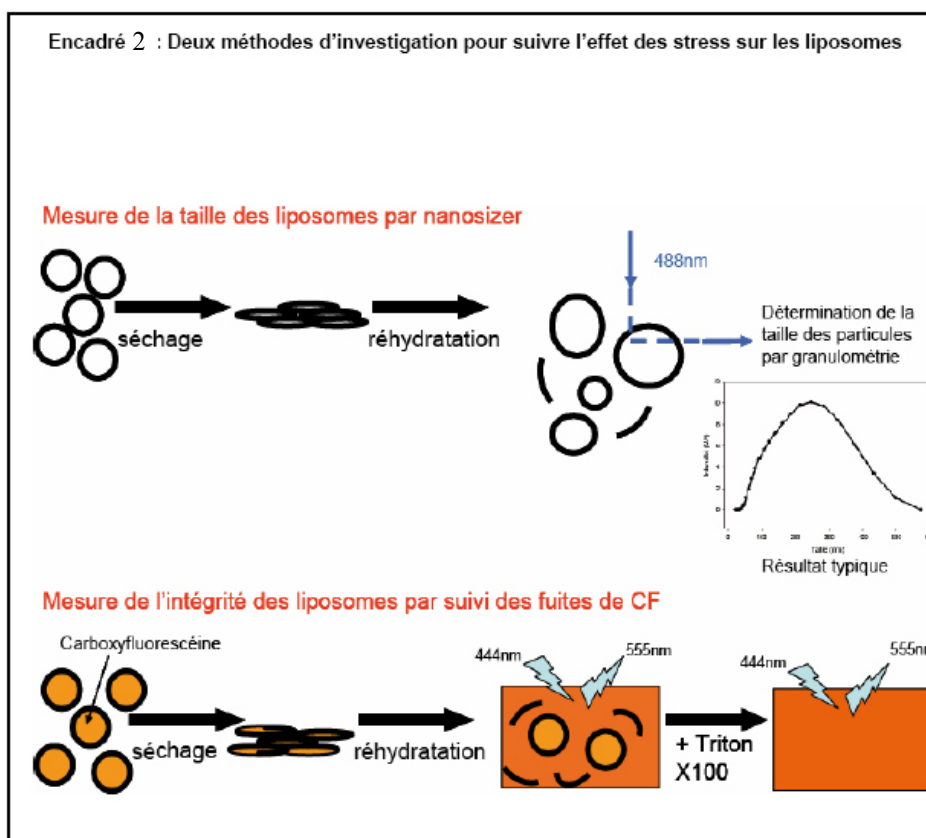 Encadré 2 : Deux méthodes d'investigation pour suivre l'effet des stress sur les liposomes
Mesure de la taille des liposomes par nanosizer
488nm
séchage
réhydratation
Détermination de la
taille des particules
par granulométrie
Résultat typique
Mesure de l'intégrité des liposomes par suivi des fuites de CF
Carboxyfluorescéine
444nm
555nm
444nm
555nm
séchage
réhydratation
+ Triton
X100